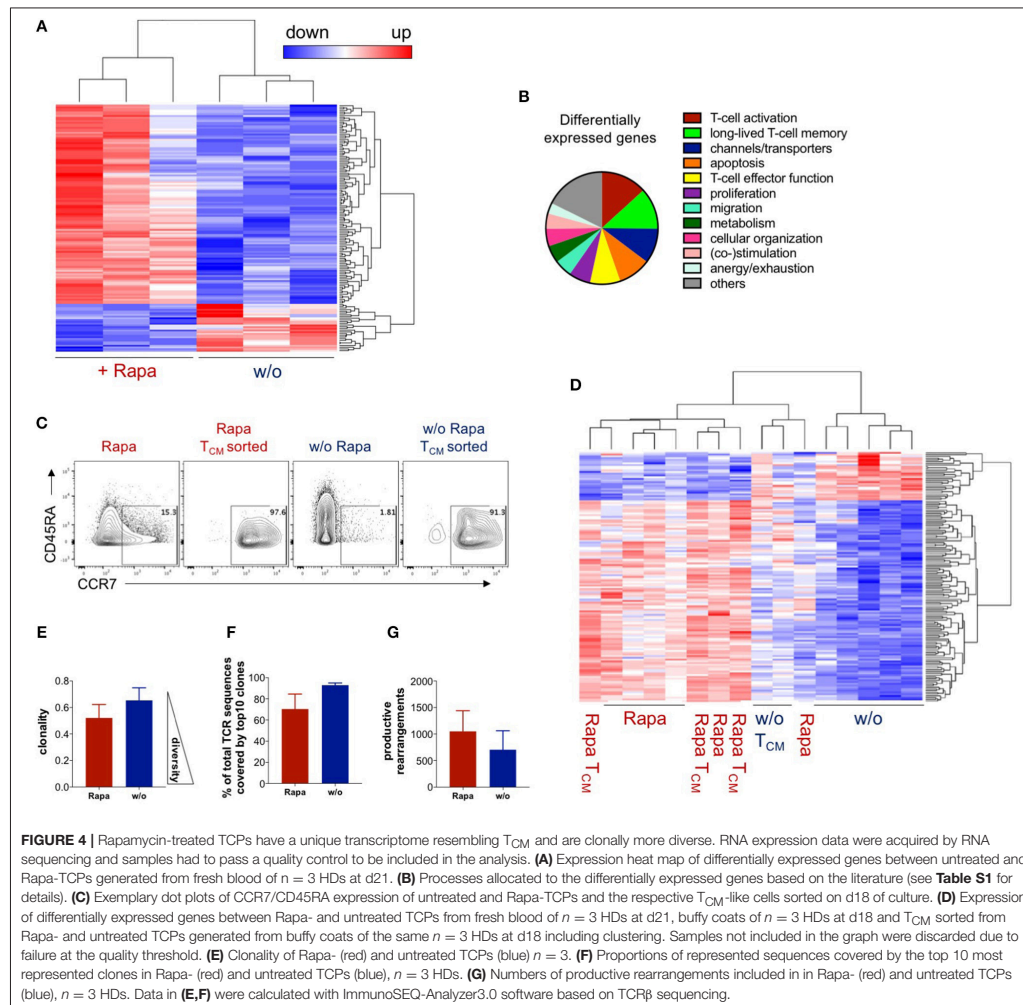 A
down up
+ Rapa w/o
B
Differentially
expressed genes
T-cell activation
long-lived T-cell memory
channels/transporters
apoptosis
T-cell effector function
proliferation
migration
metabolism
cellular organization
(co-)stimulation
anergy/exhaustion
others
C
Rapa
Rapa
TCM sorted
w/o Rapa
w/o Rapa
TCM sorted
15.3
97.6
1.81
91.3
CD45RA
CCR7
D
Rapa TCM
Rapa
Rapa TCM
Rapa
Rapa TCM
w/o
TCM
Rapa
w/o
E
clonality
0.8
0.6
0.4
0.2
0.0
Rapa w/o
diversity
F
% of total TCR sequences
covered by top10 clones
100
80
60
40
20
0
Rapa w/o
G
productive
rearrangements
2000
1500
1000
500
0
Rapa w/o
FIGURE 4 | Rapamycin-treated TCPs have a unique transcriptome resembling TCM and are clonally more diverse. RNA expression data were acquired by RNA
sequencing and samples had to pass a quality control to be included in the analysis. (A) Expression heat map of differentially expressed genes between untreated and
Rapa-TCPs generated from fresh blood of n = 3 HDs at d21. (B) Processes allocated to the differentially expressed genes based on the literature (see Table S1 for
details). (C) Exemplary dot plots of CCR7/CD45RA expression of untreated and Rapa-TCPs and the respective TCM-like cells sorted on d18 of culture. (D) Expression
of differentially expressed genes between Rapa- and untreated TCPs from fresh blood of n = 3 HDs at d21, buffy coats of n = 3 HDs at d18 and TCM sorted from
Rapa- and untreated TCPs generated from buffy coats of the same n = 3 HDs at d18 including clustering. Samples not included in the graph were discarded due to
failure at the quality threshold. (E) Clonality of Rapa- (red) and untreated TCPs (blue) n = 3. (F) Proportions of represented sequences covered by the top 10 most
represented clones in Rapa- (red) and untreated TCPs (blue), n = 3 HDs. (G) Numbers of productive rearrangements included in in Rapa- (red) and untreated TCPs
(blue), n = 3 HDs. Data in (E,F) were calculated with ImmunoSEQ-Analyzer3.0 software based on TCRβ sequencing.